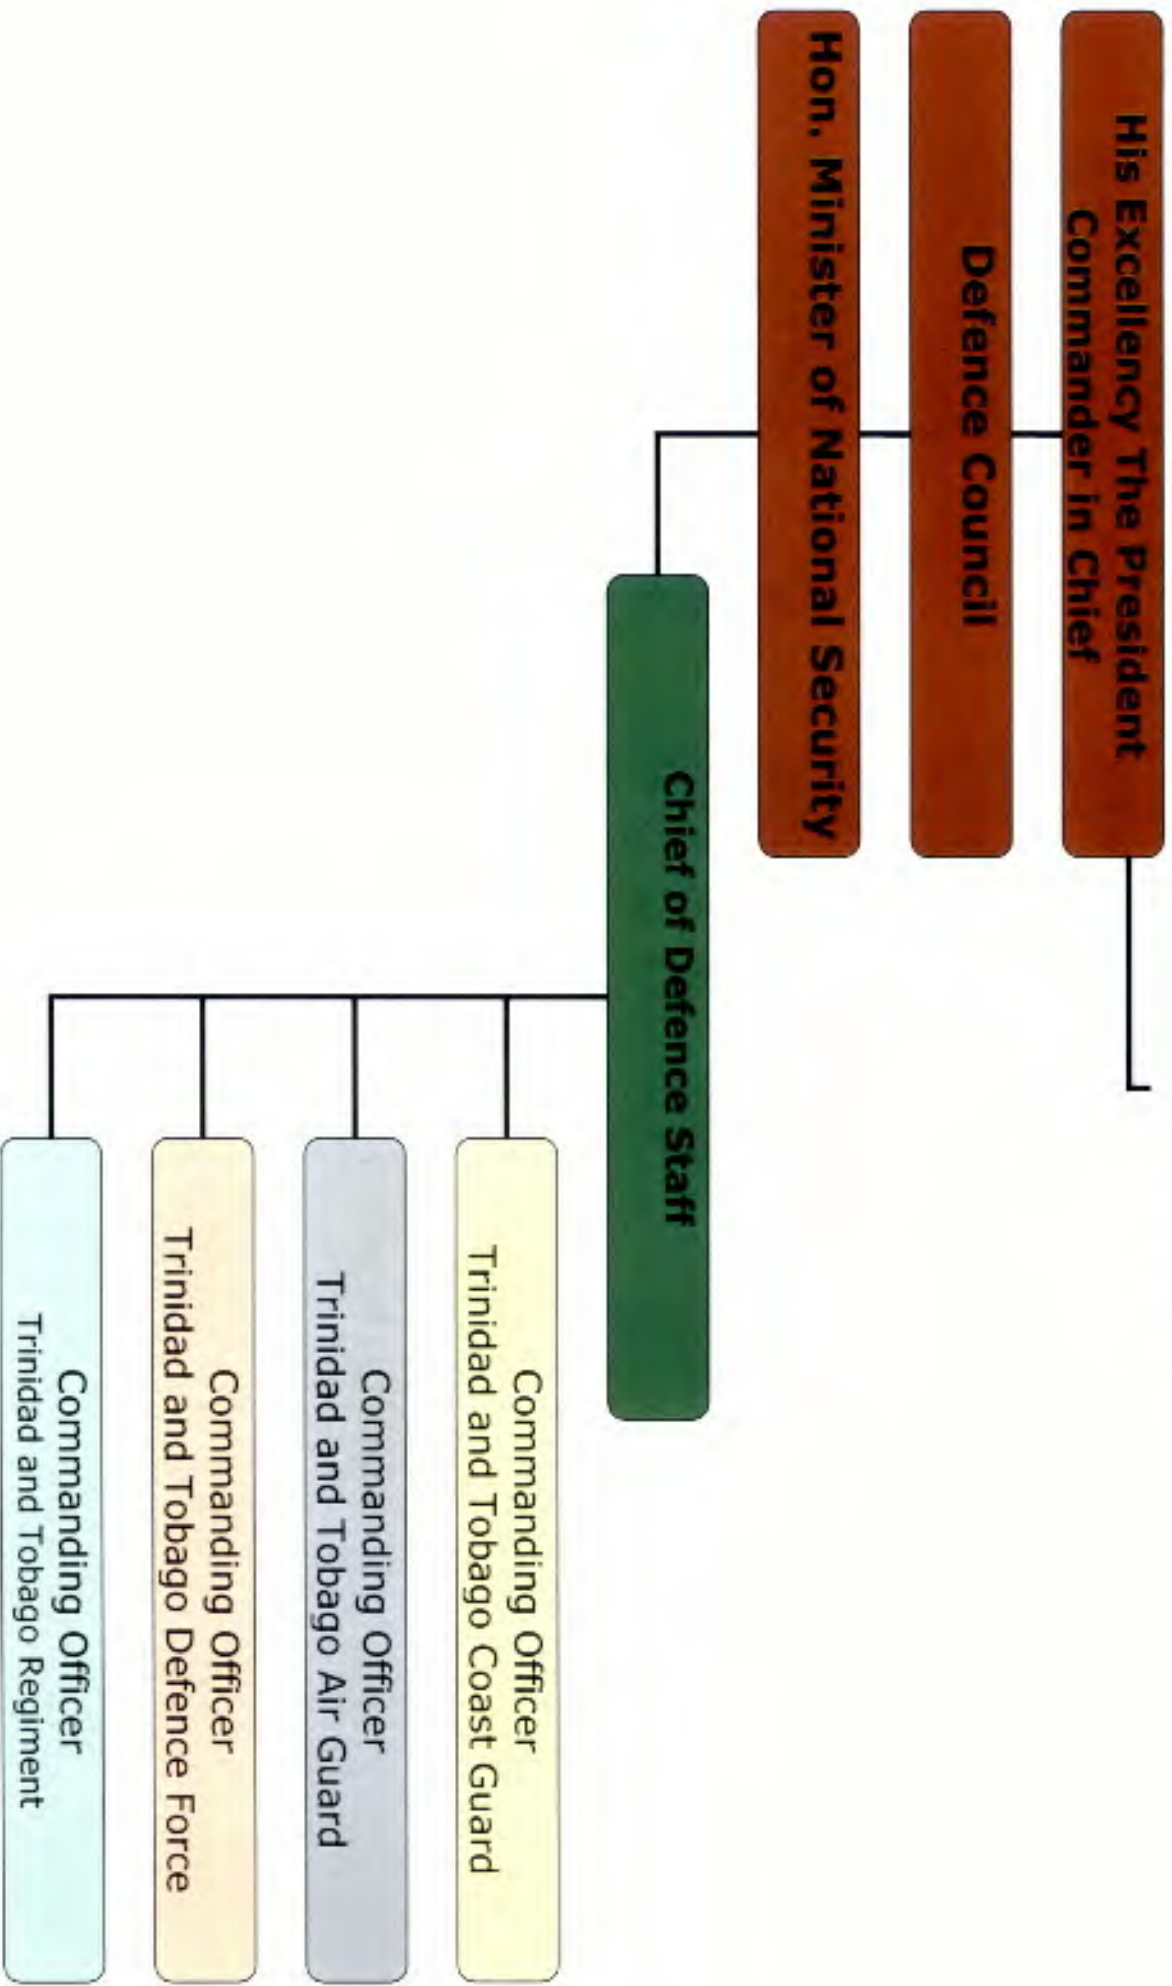 His Excellency The President
Commander in Chief
Defence Council
Hon. Minister of National Security
Chief of Defence Staff
Commanding Officer
Trinidad and Tobago Coast Guard
Commanding Officer
Trinidad and Tobago Air Guard
Commanding Officer
Trinidad and Tobago Defence Force
Commanding Officer
Trinidad and Tobago Regiment